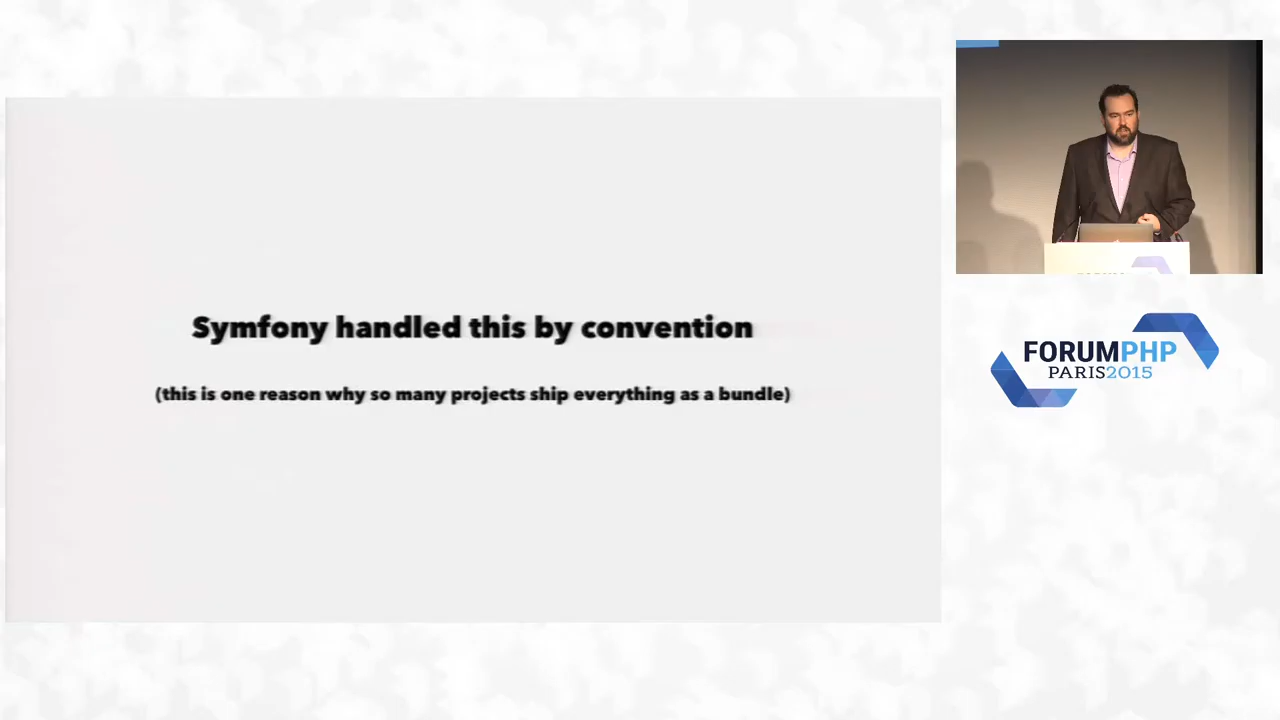 Symfony handled this by convention
(this is one reason why so many projects ship everything as a bundle)
FORUMPHP
PARIS2015